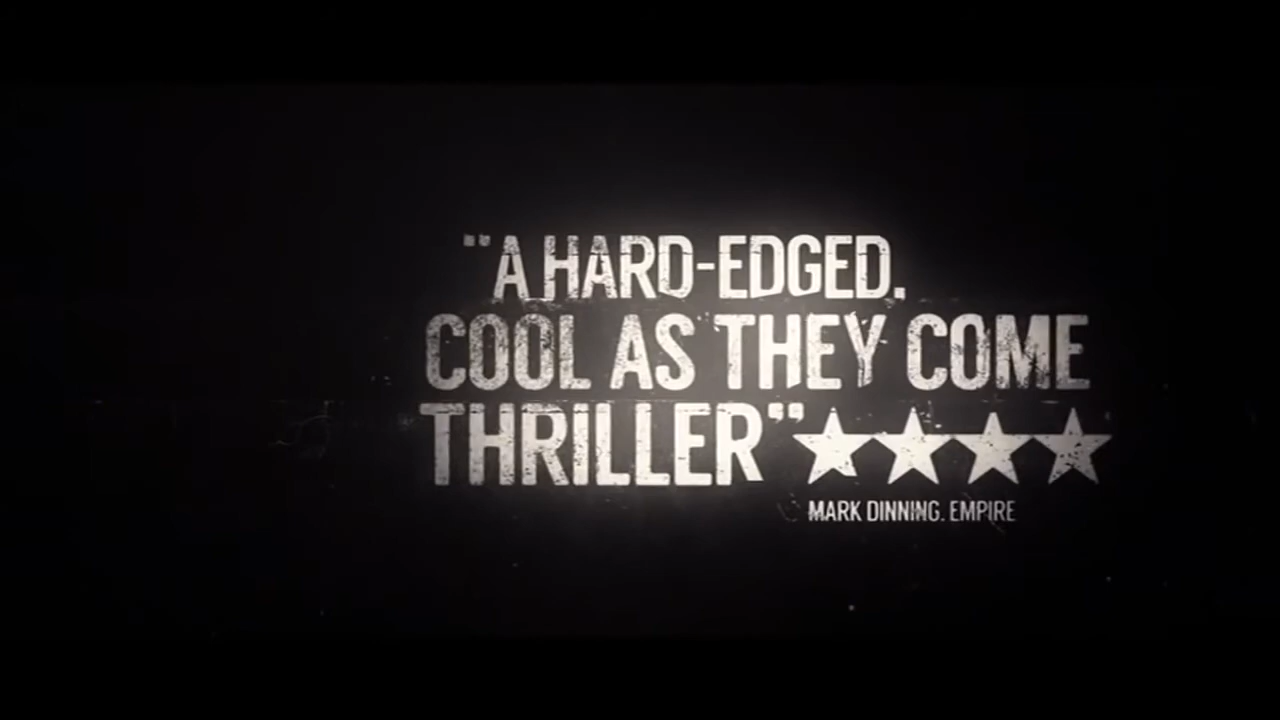 "A HARD-EDGED,
COOL AS THEY COME
THRILLER" ★★★★
MARK DINNING, EMPIRE